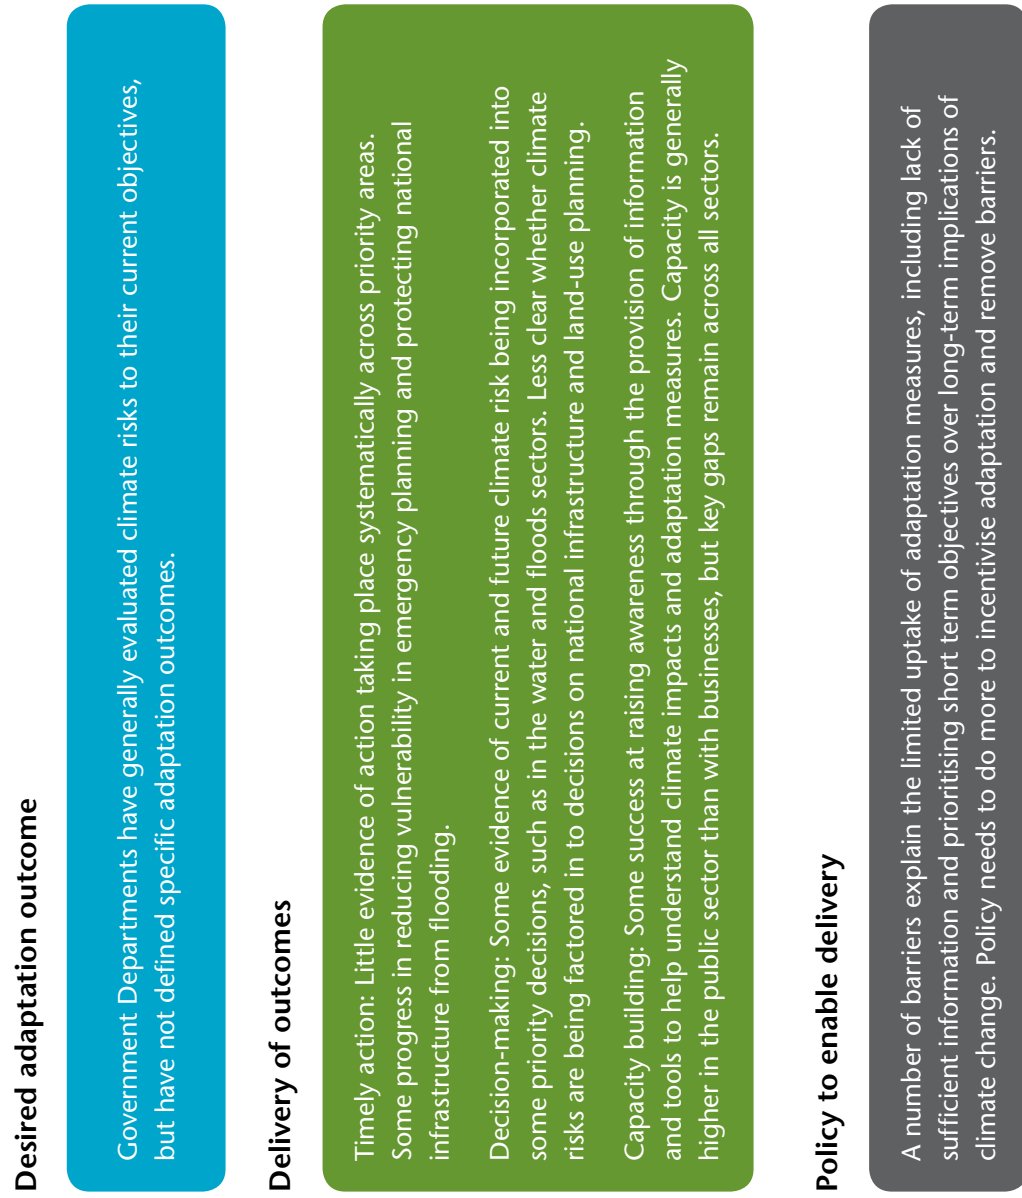 Desired adaptation outcome
Government Departments have generally evaluated climate risks to their current objectives,
but have not defined specific adaptation outcomes.
Delivery of outcomes
Timely action: Little evidence of action taking place systematically across priority areas.
Some progress in reducing vulnerability in emergency planning and protecting national
infrastructure from flooding.
Decision-making: Some evidence of current and future climate risk being incorporated into
some priority decisions, such as in the water and floods sectors. Less clear whether climate
risks are being factored in to decisions on national infrastructure and land-use planning.
Capacity building: Some success at raising awareness through the provision of information
and tools to help understand climate impacts and adaptation measures. Capacity is generally
higher in the public sector than with businesses, but key gaps remain across all sectors.
Policy to enable delivery
A number of barriers explain the limited uptake of adaptation measures, including lack of
sufficient information and prioritising short term objectives over long-term implications of
climate change. Policy needs to do more to incentivise adaptation and remove barriers.